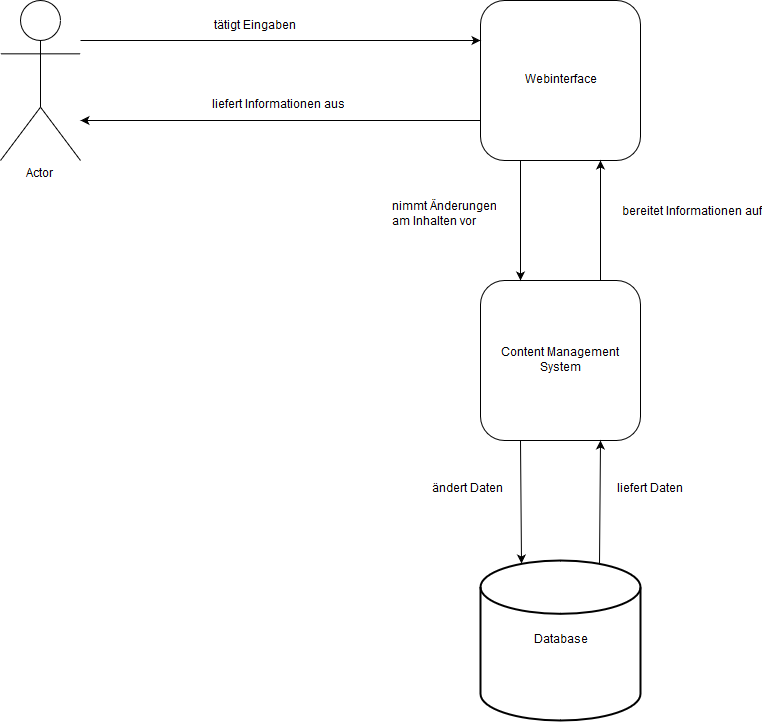 tätigt Eingaben
Webinterface
liefert Informationen aus
Actor
nimmt Änderungen
am Inhalten vor
bereitet Informationen auf
Content Management
System
ändert Daten
liefert Daten
Database